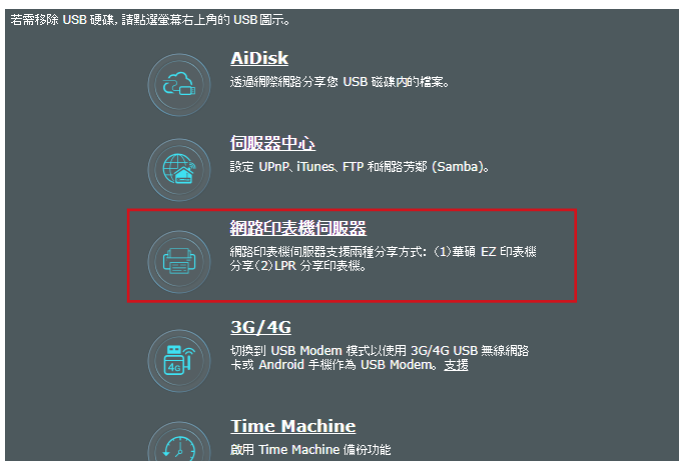 若需移除 USB 硬碟, 請點選螢幕右上角的 USB圖示。
AiDisk
透過網際網路分享您 USB 磁碟內的檔案。
伺服器中心
設定 UPnP、iTunes、FTP 和網路芳鄰 (Samba)。
網路印表機伺服器
網路印表機伺服器支援兩種分享方式:（1)華碩 EZ 印表機
分享(2)LPR 分享印表機。
3G/4G
切換到 USB Modem 模式以使用 3G/4G USB 無線網路
4G
卡或 Android 手機作為 USB Modem。支援
Time Machine
啟用 Time Machine 備份功能